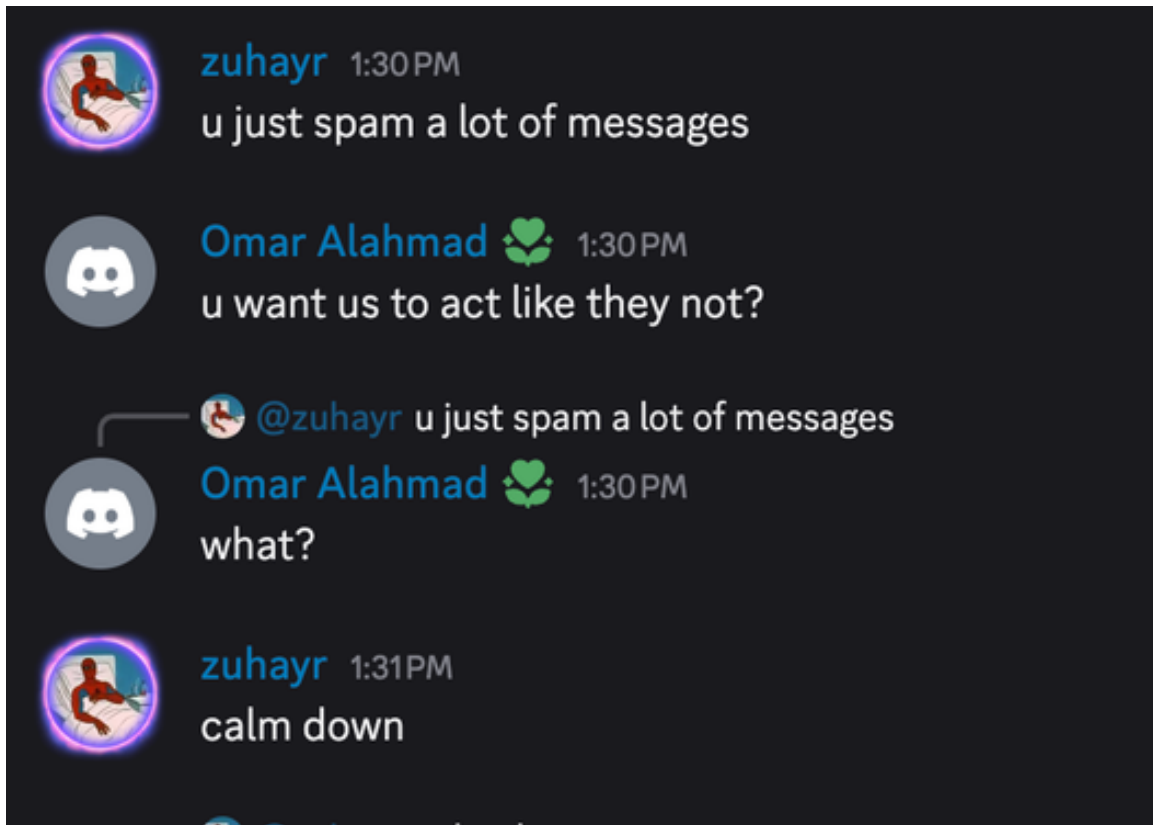 zuhayr 1:30 PM
u just spam a lot of messages
Omar Alahmad 1:30 PM
u want us to act like they not?
@zuhayr u just spam a lot of messages
Omar Alahmad 1:30 PM
what?
zuhayr 1:31 PM
calm down